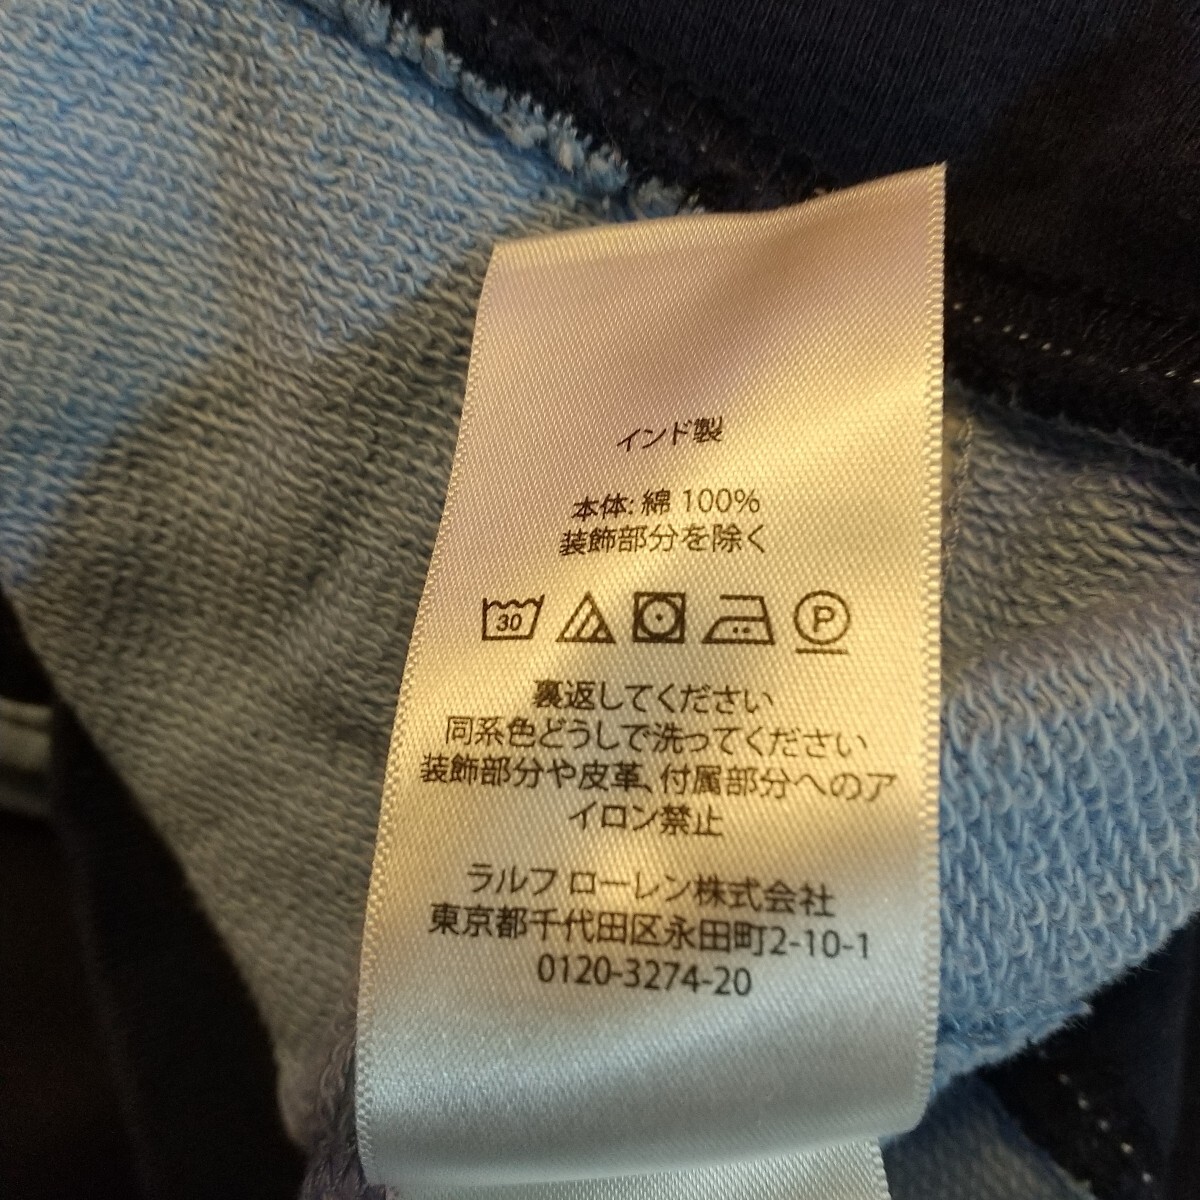 インド製
本体: 綿 100%
装飾部分を除く
30 P
裏返してください
同系色どうしで洗ってください
装飾部分や皮革、付属部分へのア
イロン禁止
ラルフ ローレン株式会社
東京都千代田区永田町2-10-1
0120-3274-20